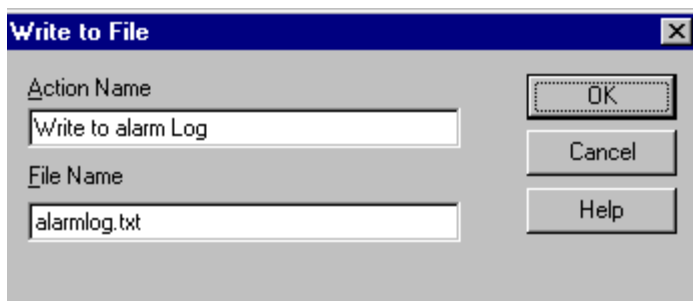 Write to File
Action Name
Write to alarm Log
File Name
alarmlog.txt
OK
Cancel
Help